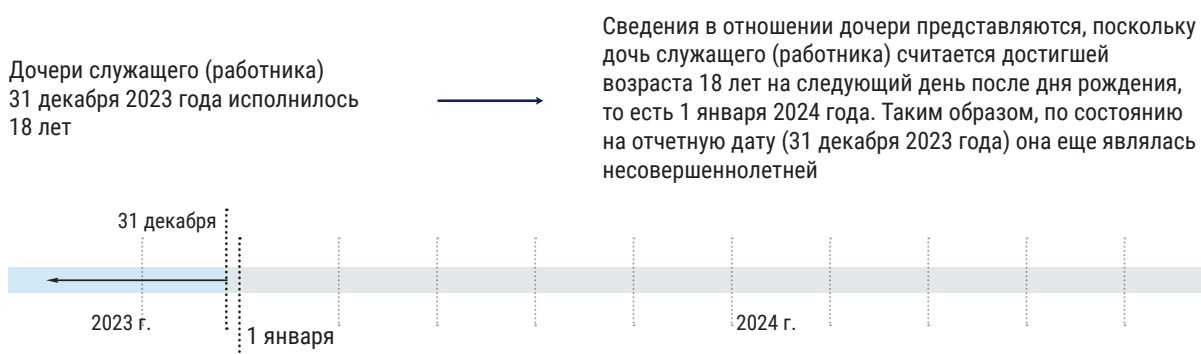 Дочери служащего (работника)
31 декабря 2023 года исполнилось
18 лет
Сведения в отношении дочери представляются, поскольку
дочь служащего (работника) считается достигшей
возраста 18 лет на следующий день после дня рождения,
то есть 1 января 2024 года. Таким образом, по состоянию
на отчетную дату (31 декабря 2023 года) она еще являлась
несовершеннолетней
31 декабря
2023 г.
1 января
2024 г.